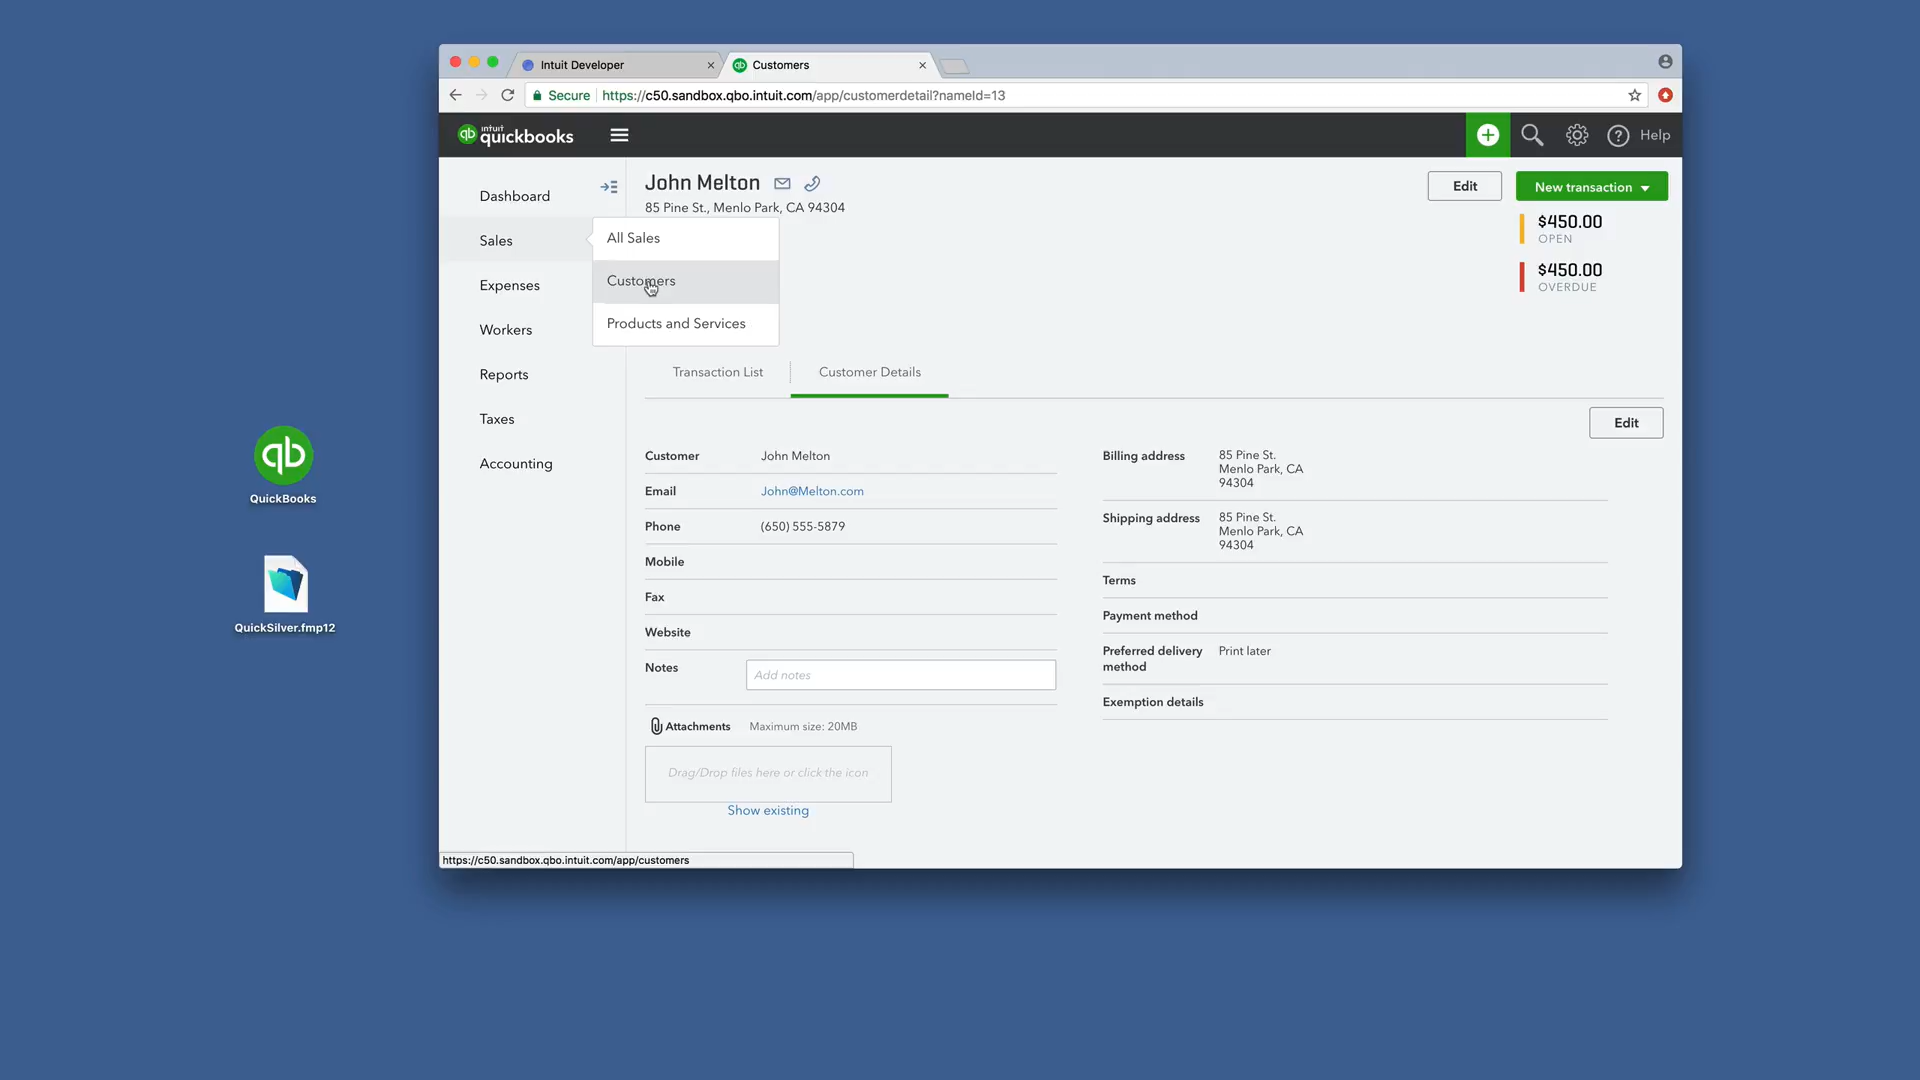 Intuit Developer
Customers
Secure
https://c50.sandbox.qbo.intuit.com/app/customerdetail?nameId=13
qb intuit quickbooks
Help
Dashboard
Sales
Expenses
Workers
Reports
Taxes
Accounting
John Melton
85 Pine St., Menlo Park, CA 94304
Edit
New transaction
$450.00
OPEN
$450.00
OVERDUE
All Sales
Customers
Products and Services
Transaction List
Customer Details
Edit
Customer John Melton
Email John@Melton.com
Phone (650) 555-5879
Mobile
Fax
Website
Notes Add notes
Attachments Maximum size: 20MB
Drag/Drop files here or click the icon
Show existing
Billing address 85 Pine St.
Menlo Park, CA
94304
Shipping address 85 Pine St.
Menlo Park, CA
94304
Terms
Payment method
Preferred delivery Print later
method
Exemption details
https://c50.sandbox.qbo.intuit.com/app/customers
qb
QuickBooks
QuickSilver.fmp12